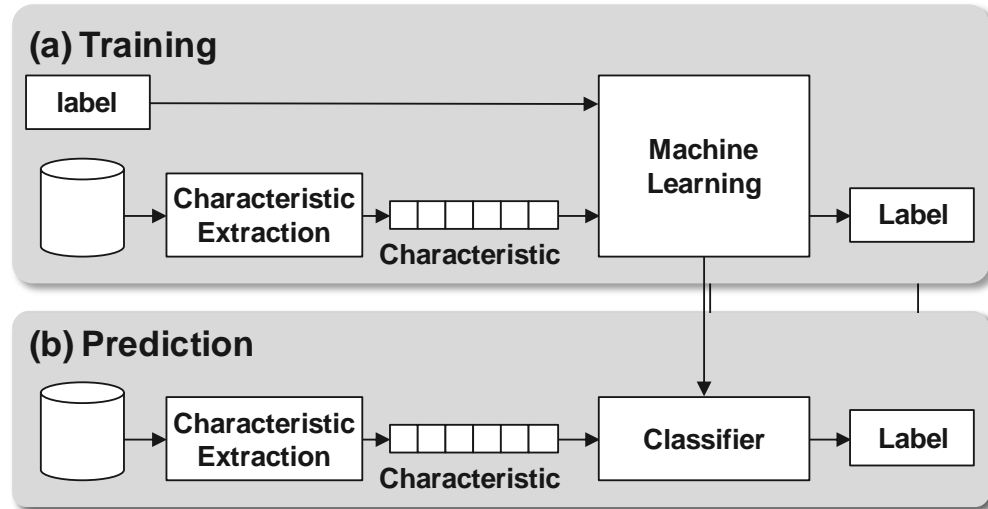 (a) Training
label
Machine
Learning
Characteristic
Extraction
Characteristic
Label
(b) Prediction
Characteristic
Extraction
Characteristic
Classifier
Label